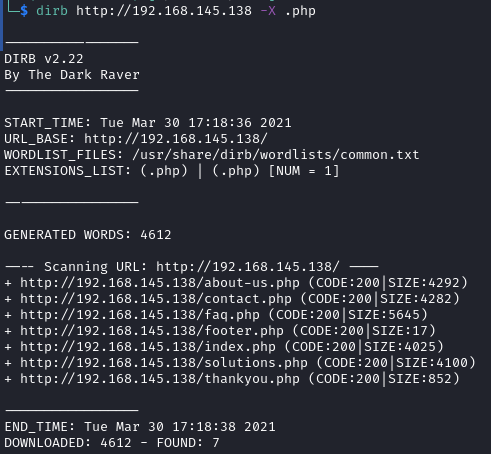 └─$ dirb http://192.168.145.138 -X .php
-----------------
DIRB v2.22
By The Dark Raver
-----------------
START_TIME: Tue Mar 30 17:18:36 2021
URL_BASE: http://192.168.145.138/
WORDLIST_FILES: /usr/share/dirb/wordlists/common.txt
EXTENSIONS_LIST: (.php) | (.php) [NUM = 1]
-----------------
GENERATED WORDS: 4612
---- Scanning URL: http://192.168.145.138/ ----
+ http://192.168.145.138/about-us.php (CODE:200|SIZE:4292)
+ http://192.168.145.138/contact.php (CODE:200|SIZE:4282)
+ http://192.168.145.138/faq.php (CODE:200|SIZE:5645)
+ http://192.168.145.138/footer.php (CODE:200|SIZE:17)
+ http://192.168.145.138/index.php (CODE:200|SIZE:4025)
+ http://192.168.145.138/solutions.php (CODE:200|SIZE:4100)
+ http://192.168.145.138/thankyou.php (CODE:200|SIZE:852)
-----------------
END_TIME: Tue Mar 30 17:18:38 2021
DOWNLOADED: 4612 - FOUND: 7